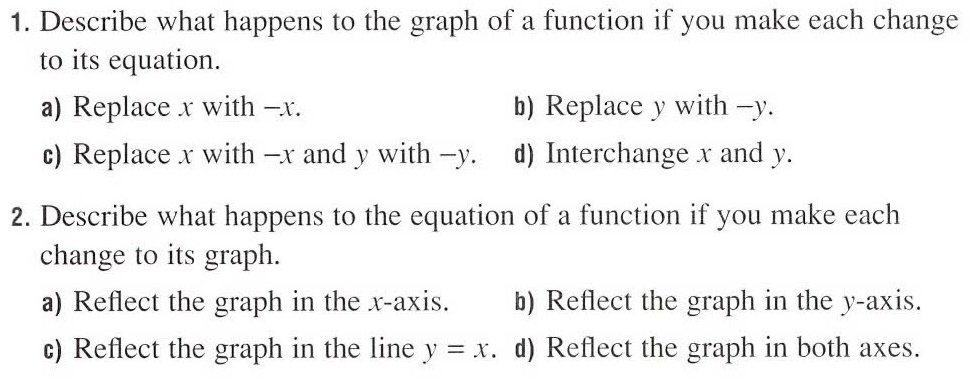 1. Describe what happens to the graph of a function if you make each change
to its equation.
a) Replace x with −x. b) Replace y with −y.
c) Replace x with −x and y with −y. d) Interchange x and y.
2. Describe what happens to the equation of a function if you make each
change to its graph.
a) Reflect the graph in the x-axis. b) Reflect the graph in the y-axis.
c) Reflect the graph in the line y = x. d) Reflect the graph in both axes.